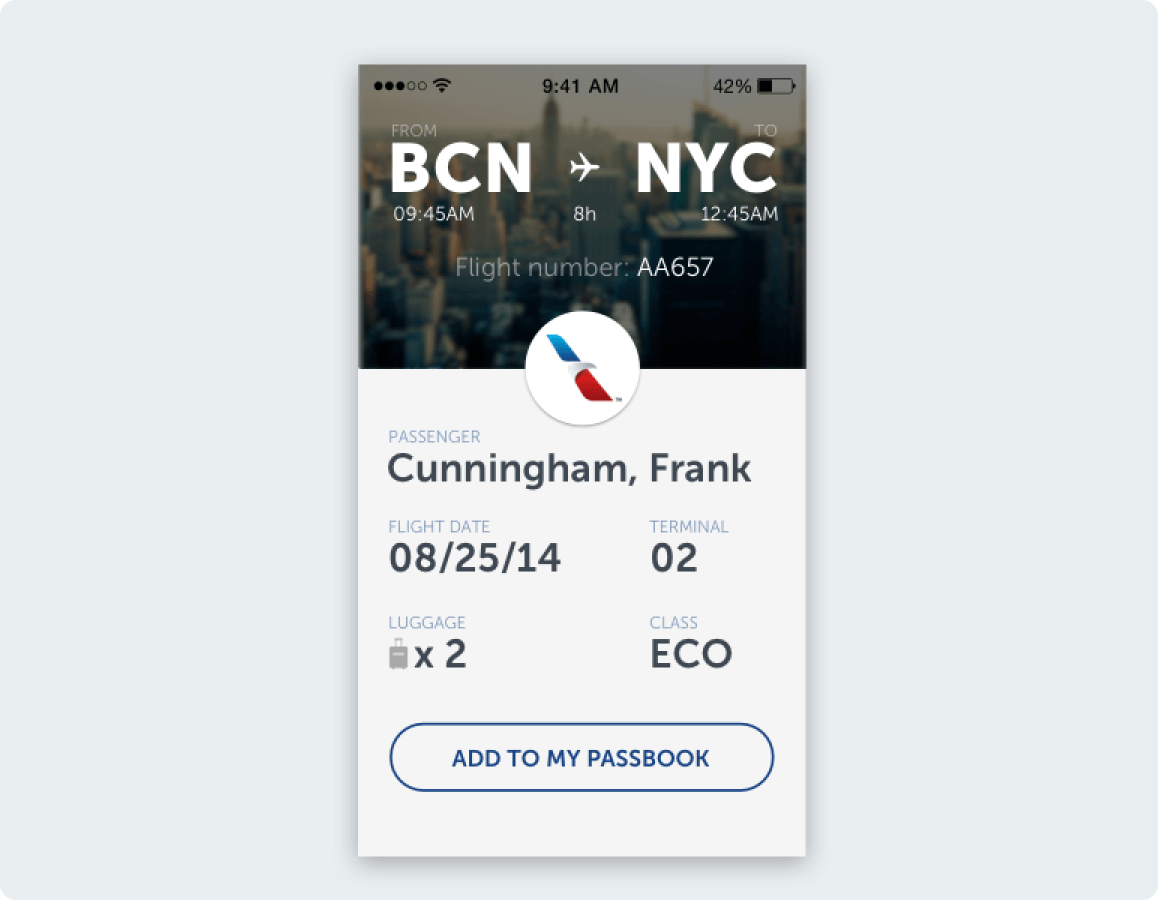 9:41 AM 42%
FROM TO
BCN NYC
09:45AM 8h 12:45AM
Flight number: AA657
TM
PASSENGER
Cunningham, Frank
FLIGHT DATE TERMINAL
08/25/14 02
LUGGAGE CLASS
x 2 ECO
ADD TO MY PASSBOOK